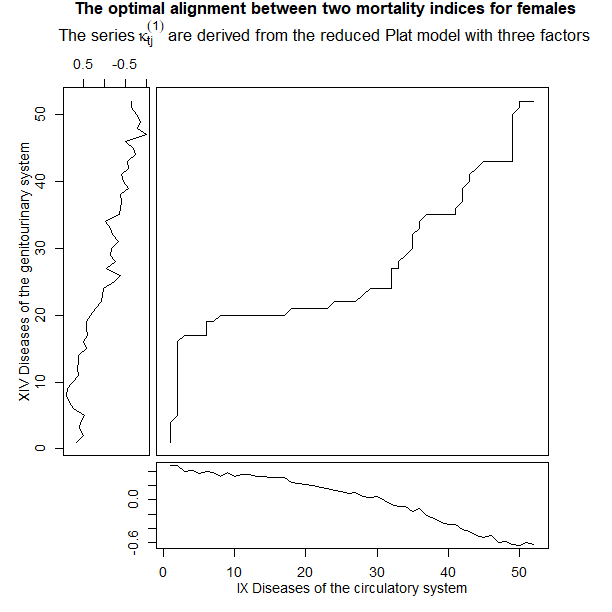 The optimal alignment between two mortality indices for females
The series κtj(1) are derived from the reduced Plat model with three factors
0.5 -0.5
XIV Diseases of the genitourinary system
50
40
30
20
10
0
0.0
-0.6
0 10 20 30 40 50
IX Diseases of the circulatory system